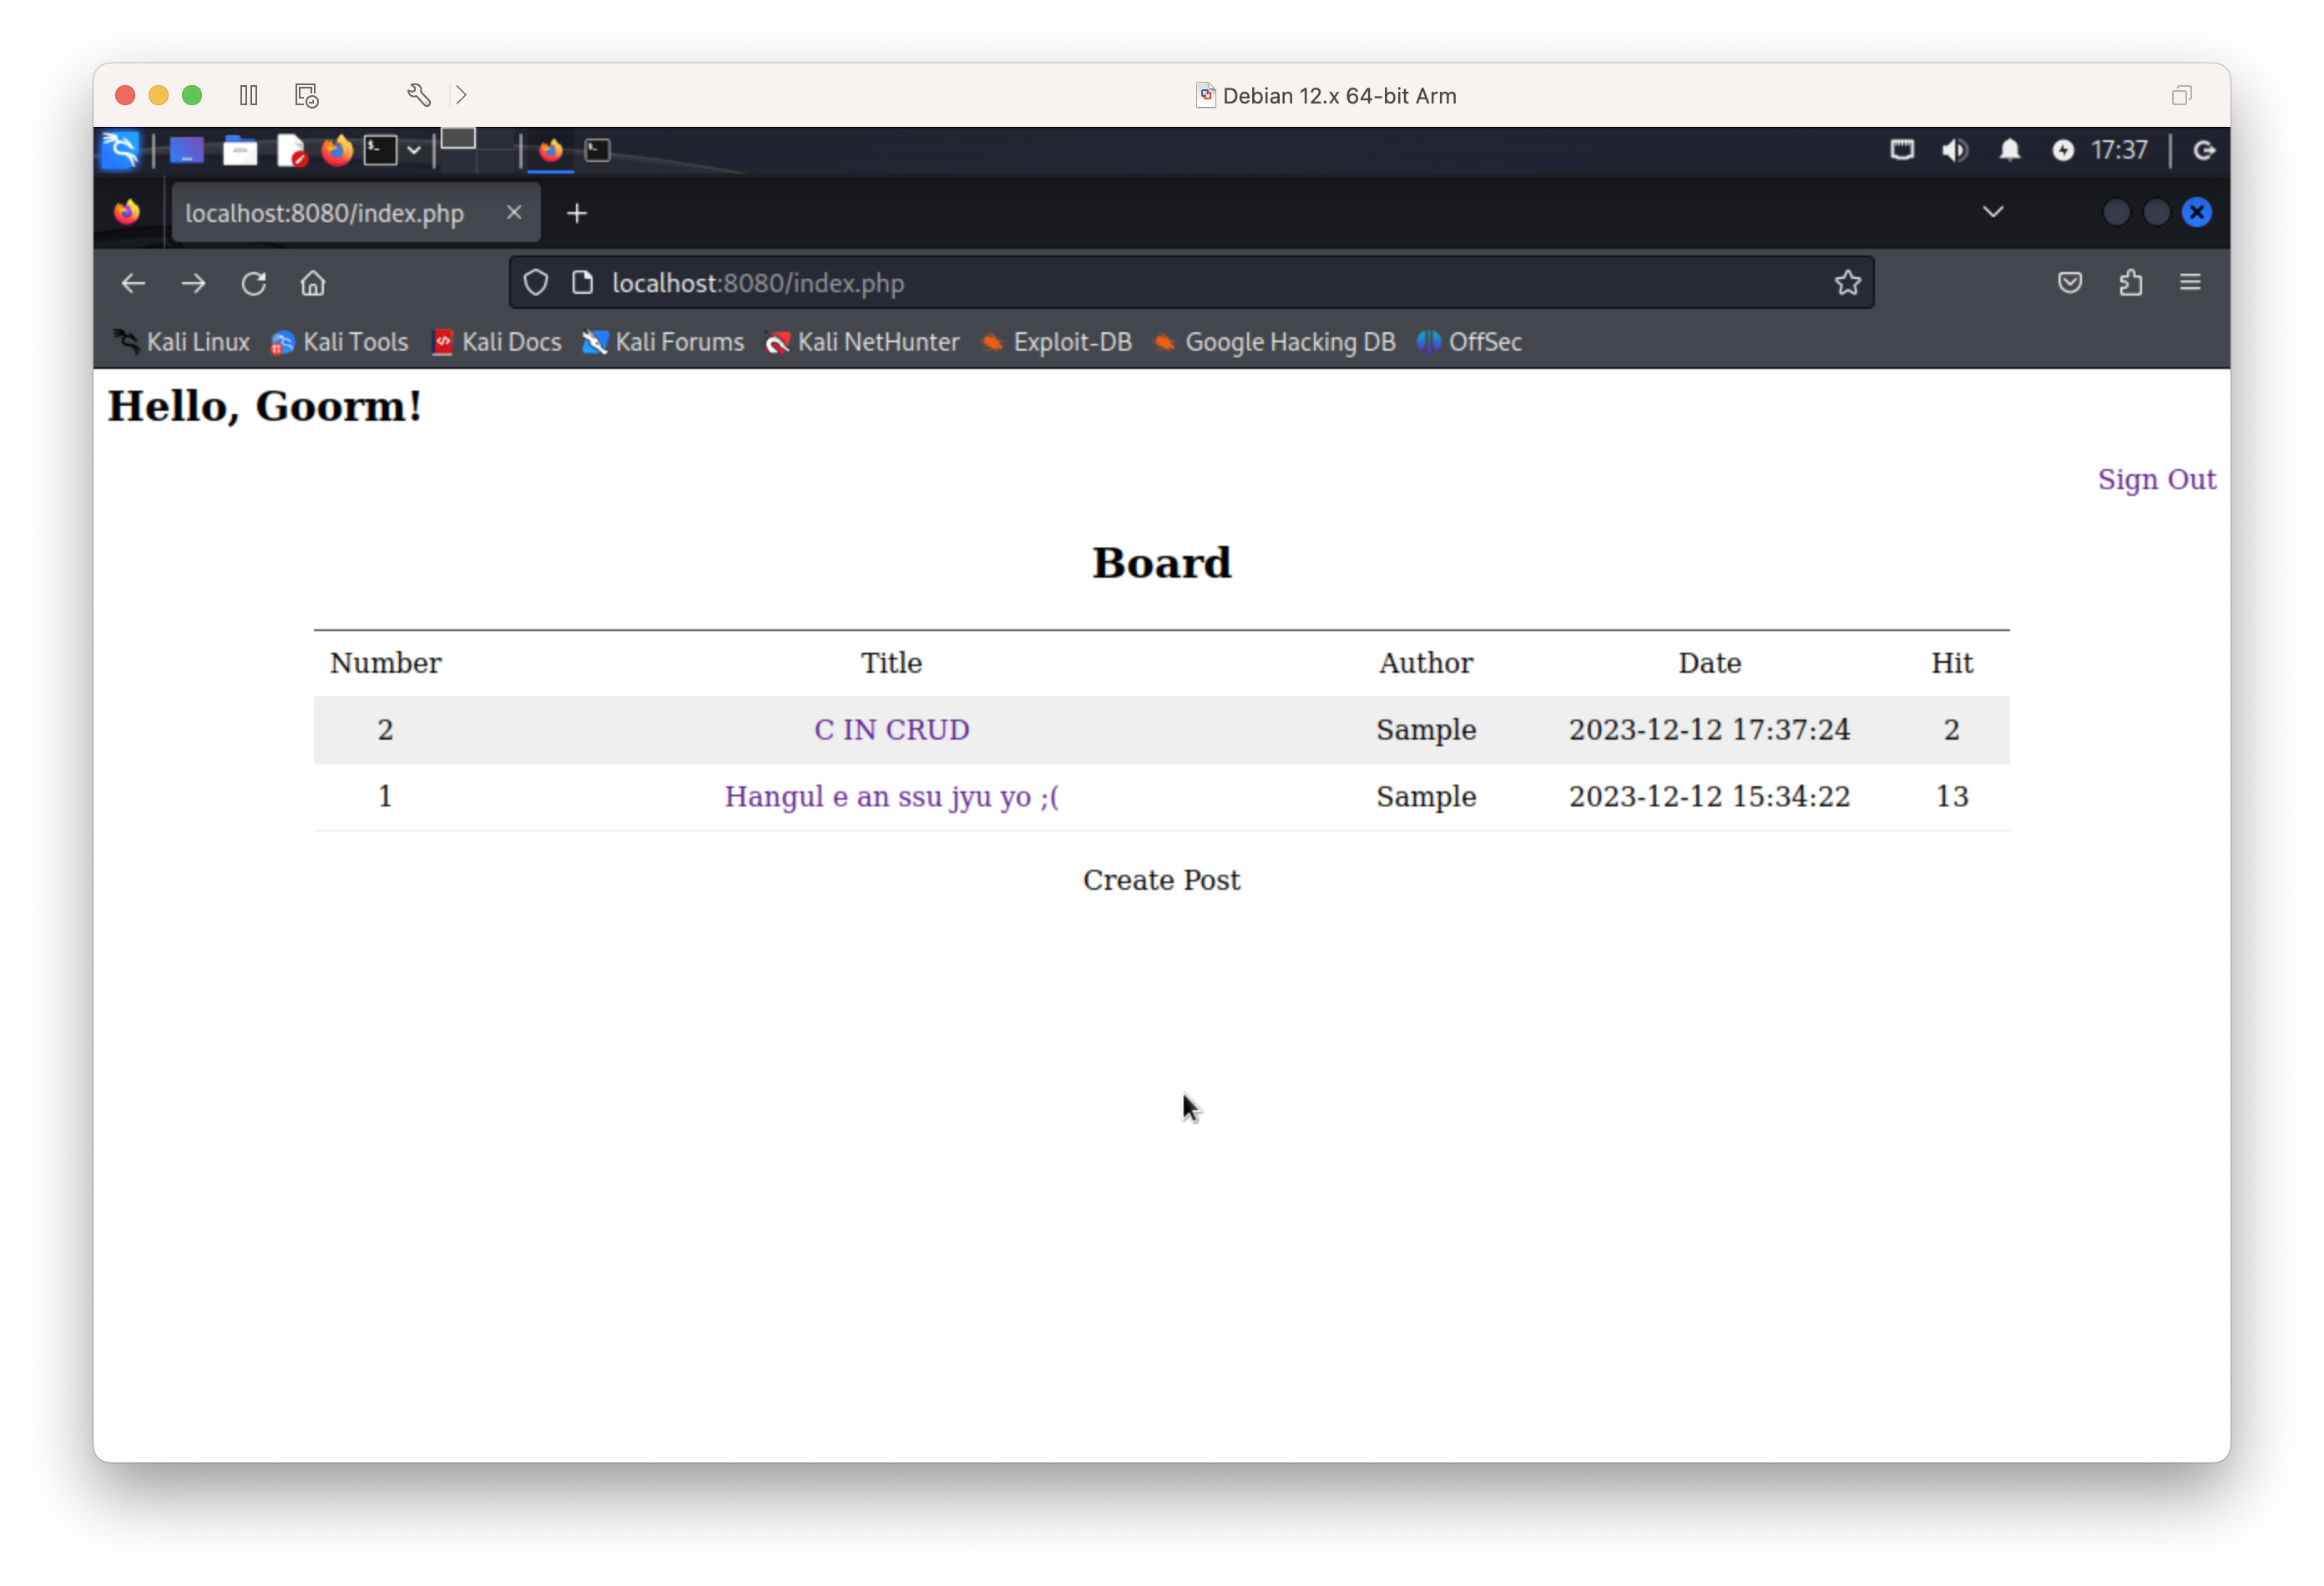 Debian 12.x 64-bit Arm
17:37
localhost:8080/index.php
localhost:8080/index.php
Kali Linux Kali Tools Kali Docs Kali Forums Kali NetHunter Exploit-DB Google Hacking DB OffSec
Hello, Goorm!
Sign Out
Board
Number Title Author Date Hit
2 C IN CRUD Sample 2023-12-12 17:37:24 2
1 Hangul e an ssu jyu yo ;( Sample 2023-12-12 15:34:22 13
Create Post